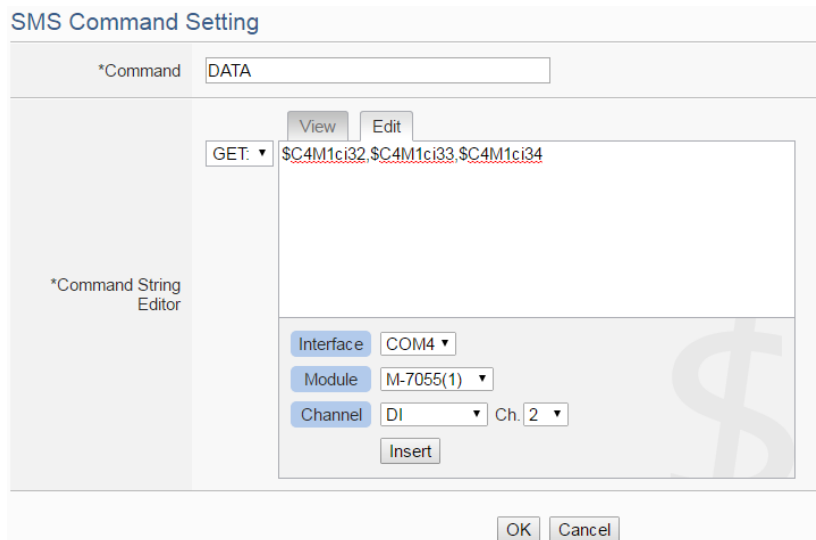 SMS Command Setting
*Command DATA
View Edit
GET: $C4M1ci32,$C4M1ci33,$C4M1ci34
*Command String
Editor
Interface COM4
Module M-7055(1)
Channel DI Ch. 2
Insert
$
OK Cancel